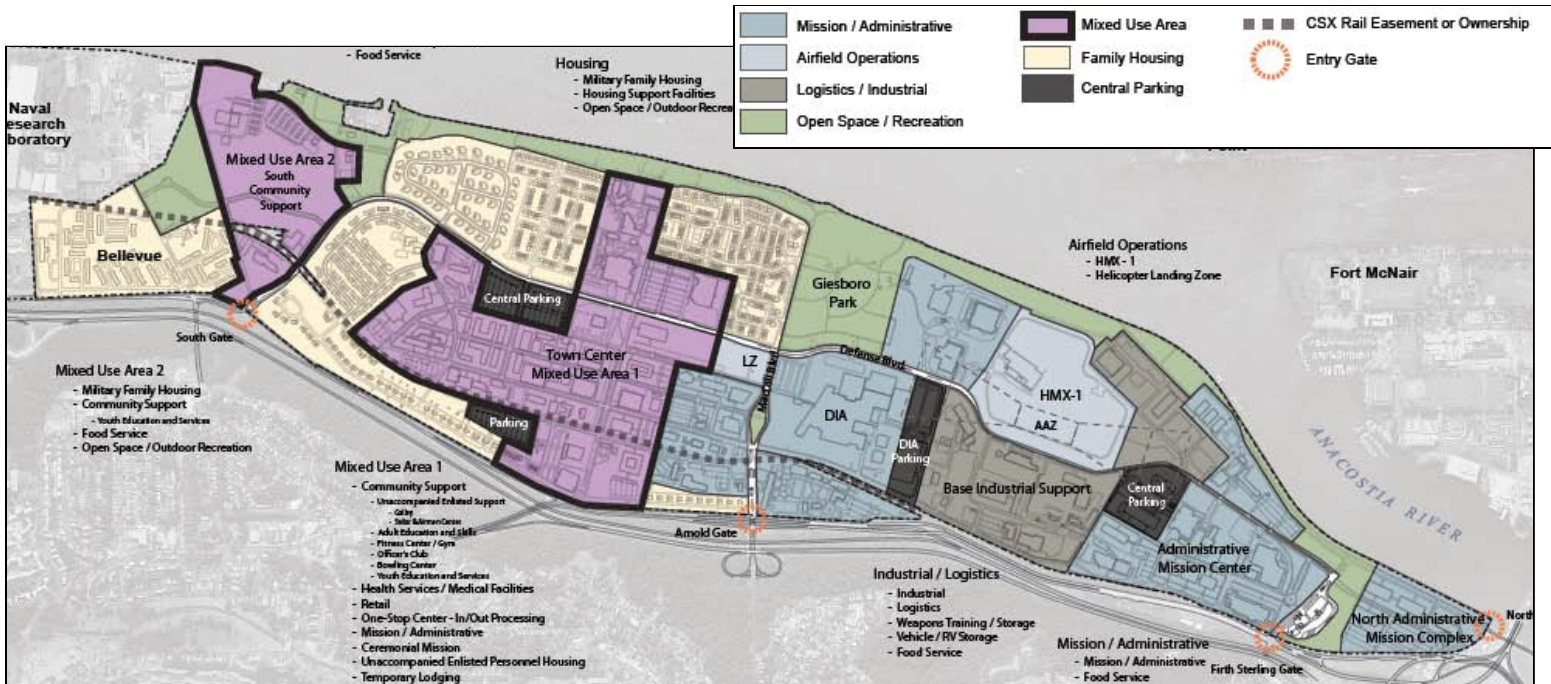 Mission / Administrative
Airfield Operations
Logistics / Industrial
Open Space / Recreation
Mixed Use Area
Family Housing
Central Parking
CSX Rail Easement or Ownership
Entry Gate
- Food Service
Housing
- Military Family Housing
- Housing Support Facilities
- Open Space / Outdoor Recrea
Naval
esearch
boratory
Mixed Use Area 2
South
Community
Support
Bellevue
South Gate
Central Parking
Town Center
Mixed Use Area 1
Parking
Giesboro
Park
LZ
MacDill Blvd
Defense Blvd.
DIA
DIA
Parking
HMX-1
AAZ
Airfield Operations
- HMX - 1
- Helicopter Landing Zone
Fort McNair
ANACOSTIA RIVER
Base Industrial Support
Central
Parking
Administrative
Mission Center
North Administrative
Mission Complex
North
Firth Sterling Gate
Arnold Gate
Mixed Use Area 2
- Military Family Housing
- Community Support
- Youth Education and Services
- Food Service
- Open Space / Outdoor Recreation
Mixed Use Area 1
- Community Support
- Unaccompanied Enlisted Support
- Galley
- Sailor & Airmen Center
- Adult Education and Skills
- Fitness Center / Gym
- Officer's Club
- Bowling Center
- Youth Education and Services
- Health Services / Medical Facilities
- Retail
- One-Stop Center - In/Out Processing
- Mission / Administrative
- Ceremonial Mission
- Unaccompanied Enlisted Personnel Housing
- Temporary Lodging
Industrial / Logistics
- Industrial
- Logistics
- Weapons Training / Storage
- Vehicle / RV Storage
- Food Service
Mission / Administrative
- Mission / Administrative
- Food Service